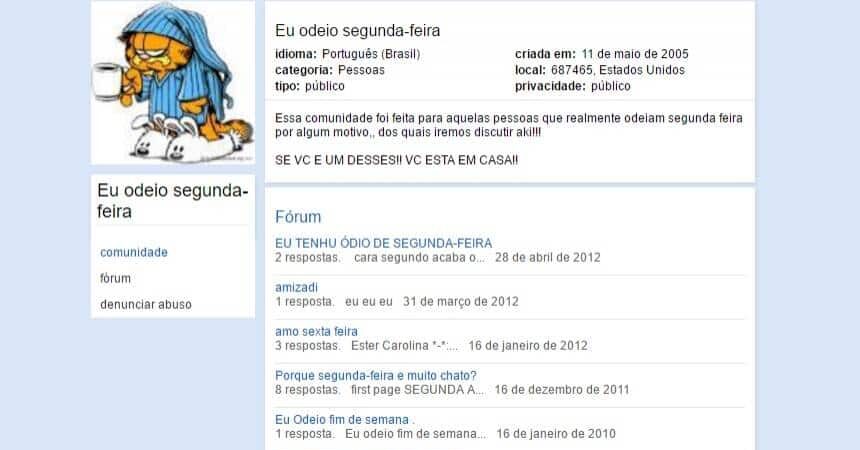 Eu odeio segunda-
feira
comunidade
fórum
denunciar abuso
Eu odeio segunda-feira
idioma: Português (Brasil)
criada em: 11 de maio de 2005
categoria: Pessoas
local: 687465, Estados Unidos
tipo: público
privacidade: público
Essa comunidade foi feita para aquelas pessoas que realmente odeiam segunda feira
por algum motivo,, dos quais iremos discutir aki!!!
SE VC E UM DESSES!! VC ESTA EM CASA!!
Fórum
EU TENHU ÓDIO DE SEGUNDA-FEIRA
2 respostas. cara segundo acabo o... 28 de abril de 2012
amizadi
1 resposta. eu eu eu 31 de março de 2012
amo sexta feira
3 respostas. Ester Carolina *-*:... 16 de janeiro de 2012
Porque segunda-feira e muito chato?
8 respostas. first page SEGUNDA A... 16 de dezembro de 2011
Eu Odeio fim de semana .
1 resposta. Eu odeio fim de semana... 16 de janeiro de 2010